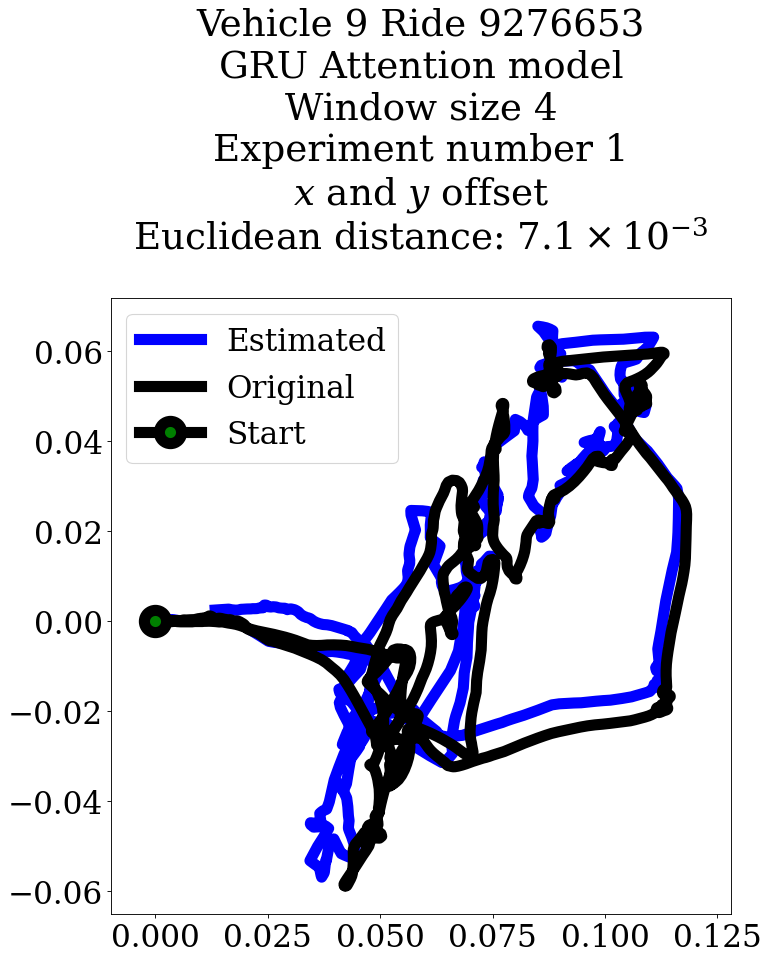 Vehicle 9 Ride 9276653
GRU Attention model
Window size 4
Experiment number 1
x and y offset
Euclidean distance: 7.1 × 10⁻³
Estimated
Original
Start
0.06
0.04
0.02
0.00
−0.02
−0.04
−0.06
0.000 0.025 0.050 0.075 0.100 0.125